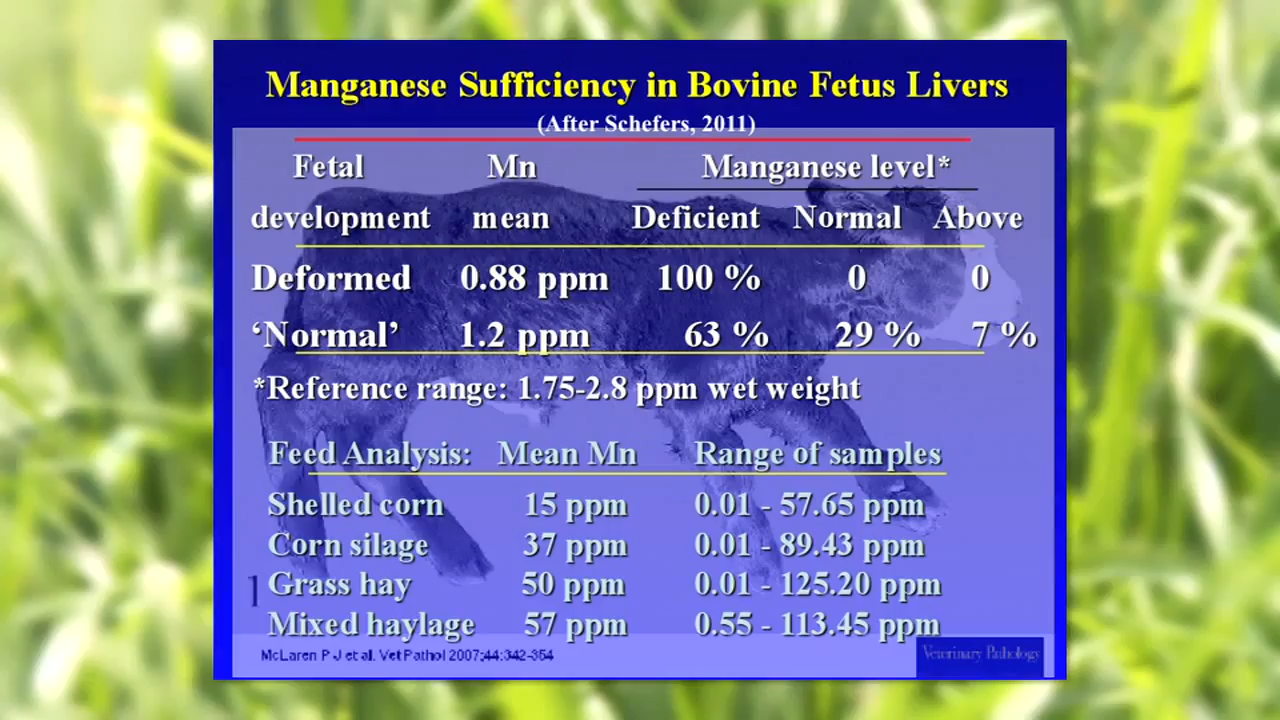 Manganese Sufficiency in Bovine Fetus Livers
(After Schefers, 2011)
Fetal Mn Manganese level*
development mean Deficient Normal Above
Deformed 0.88 ppm 100 % 0 0
‘Normal’ 1.2 ppm 63 % 29 % 7 %
*Reference range: 1.75-2.8 ppm wet weight
Feed Analysis: Mean Mn Range of samples
Shelled corn 15 ppm 0.01 - 57.65 ppm
Corn silage 37 ppm 0.01 - 89.43 ppm
Grass hay 50 ppm 0.01 - 125.20 ppm
Mixed haylage 57 ppm 0.55 - 113.45 ppm
McLaren P J et al. Vet Pathol 2007;44:342-354
Veterinary Pathology